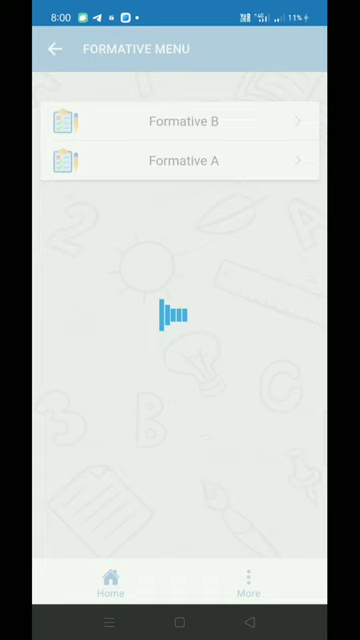 8:00
11%
FORMATIVE MENU
Formative B
Formative A
Home
More